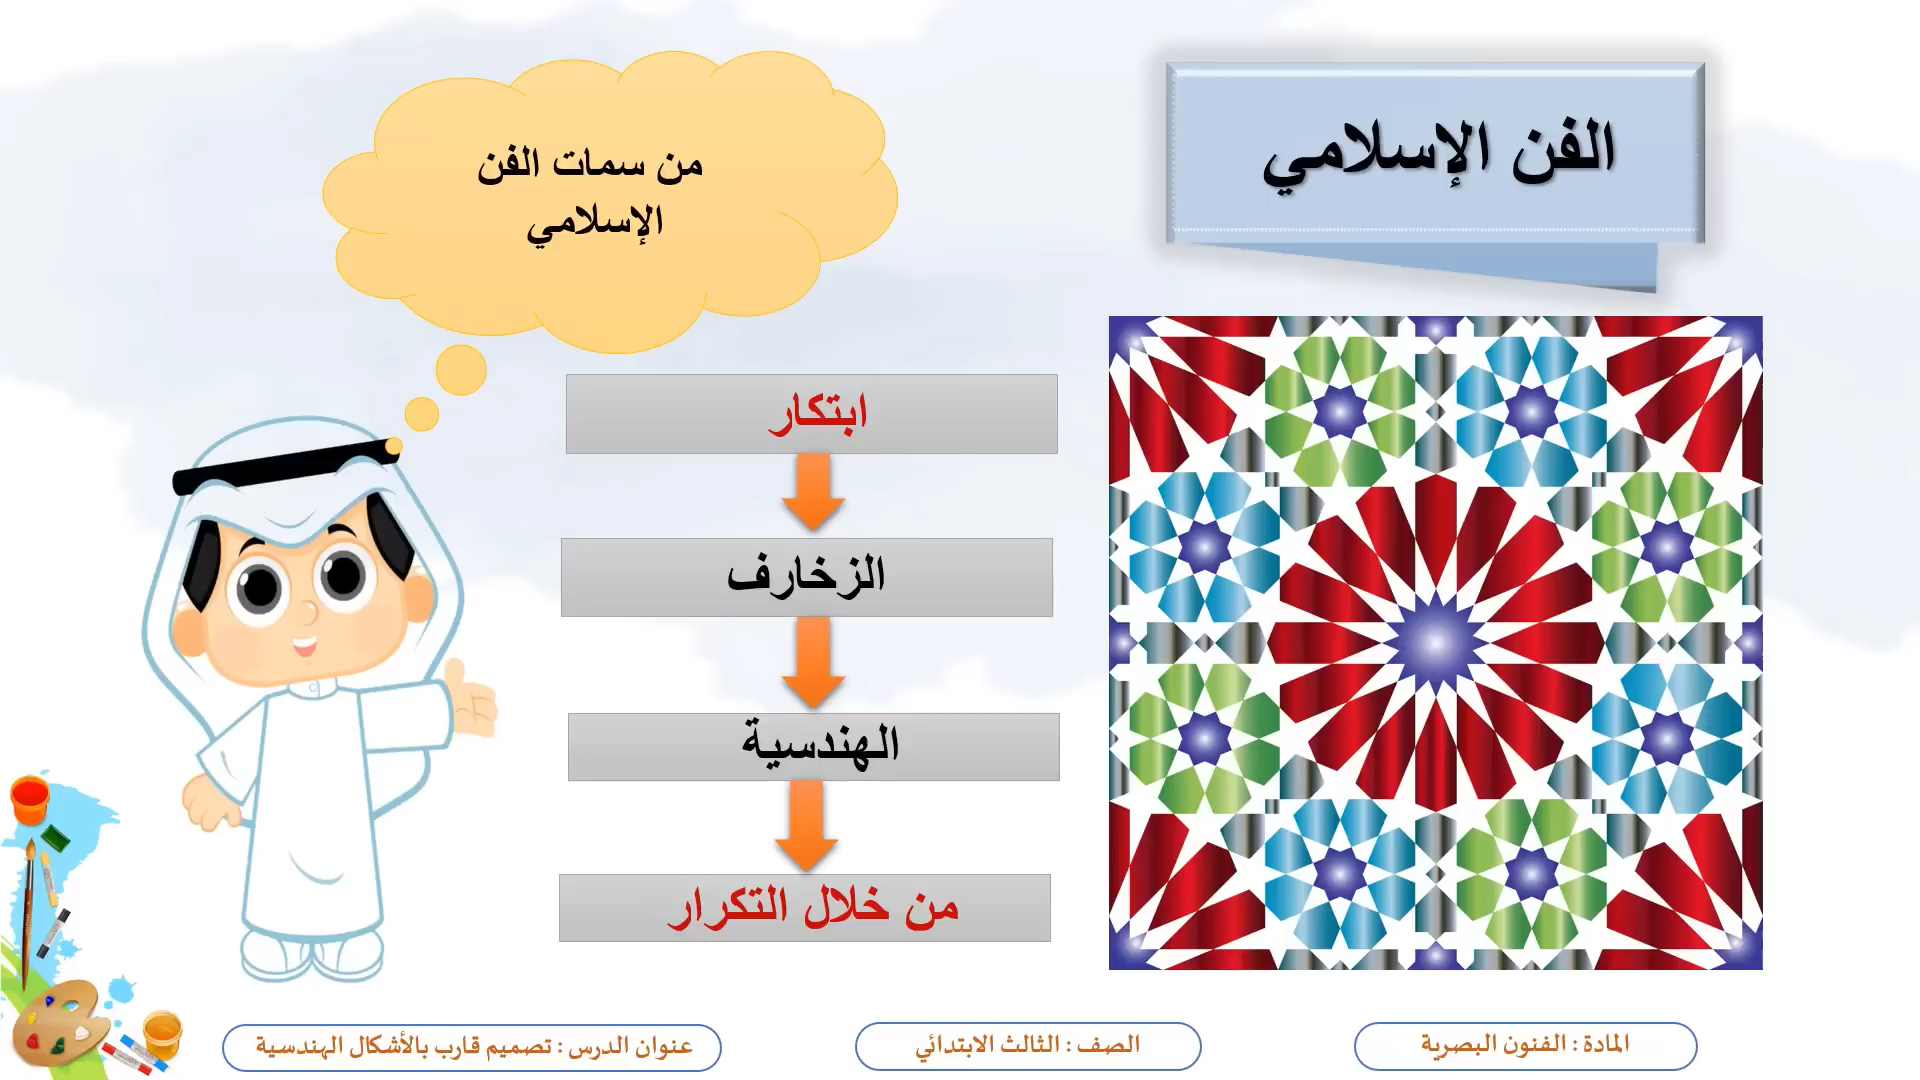 الفن الإسلامي
من سمات الفن
الإسلامي
ابتكار
الزخارف
الهندسية
من خلال التكرار
المادة : الفنون البصرية
الصف : الثالث الابتدائي
عنوان الدرس : تصميم قارب بالأشكال الهندسية